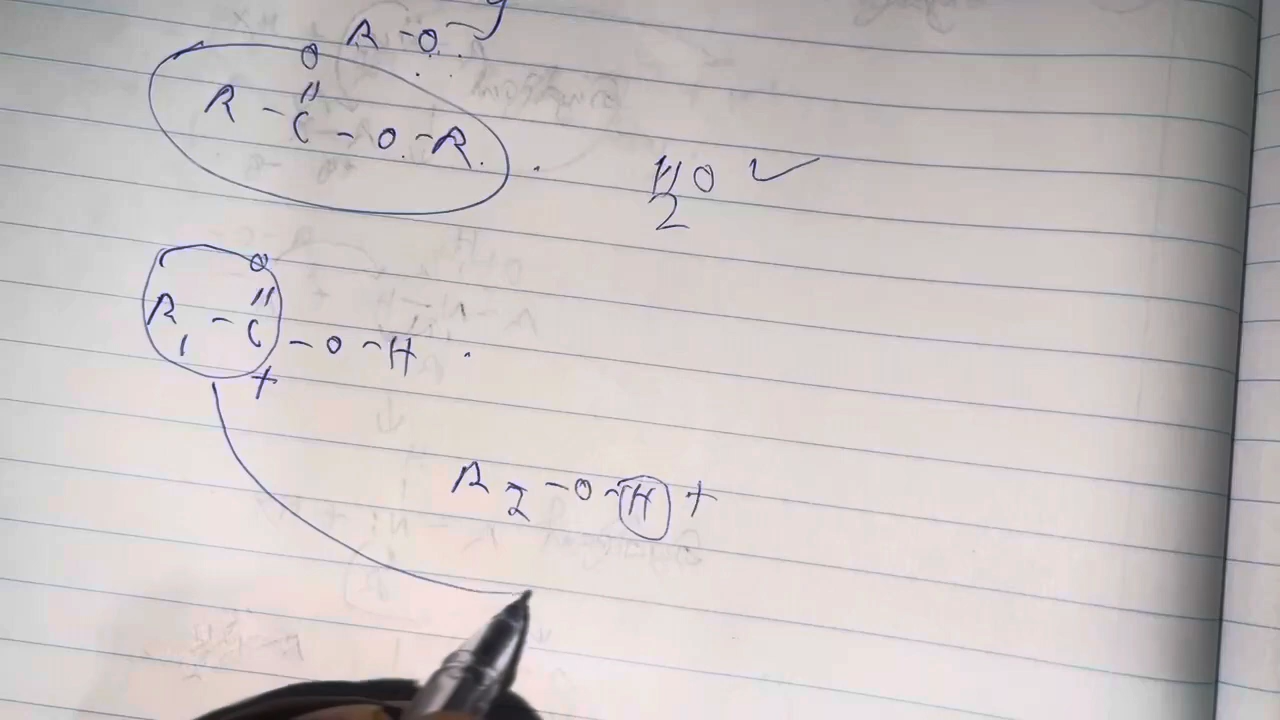 R - O
O
||
R - C - O - R
H2O ✓
O
||
R1 - C - O - H
+
R2 - O - H +